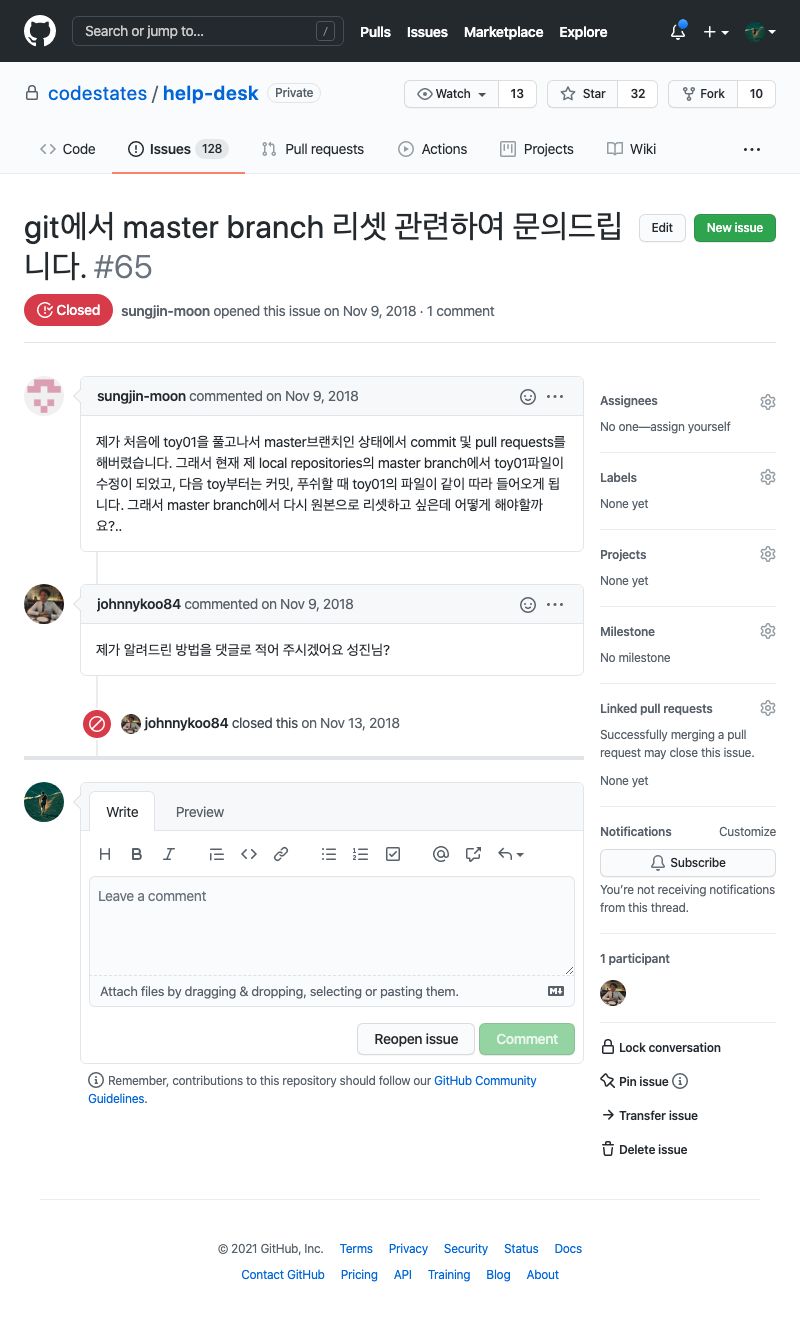 Search or jump to... /
Pulls Issues Marketplace Explore
codestates / help-desk Private
Watch 13 Star 32 Fork 10
Code Issues 128 Pull requests Actions Projects Wiki ...
git에서 master branch 리셋 관련하여 문의드립
니다. #65
Edit New issue
Closed sungjin-moon opened this issue on Nov 9, 2018 · 1 comment
sungjin-moon commented on Nov 9, 2018
제가 처음에 toy01을 풀고나서 master브랜치인 상태에서 commit 및 pull requests를
해버렸습니다. 그래서 현재 제 local repositories의 master branch에서 toy01파일이
수정이 되었고, 다음 toy부터는 커밋, 푸쉬할 때 toy01의 파일이 같이 따라 들어오게 됩
니다. 그래서 master branch에서 다시 원본으로 리셋하고 싶은데 어떻게 해야할까
요?..
johnnykoo84 commented on Nov 9, 2018
제가 알려드린 방법을 댓글로 적어 주시겠어요 성진님?
johnnykoo84 closed this on Nov 13, 2018
Write Preview
Leave a comment
Attach files by dragging & dropping, selecting or pasting them.
Reopen issue Comment
Remember, contributions to this repository should follow our GitHub Community
Guidelines.
Assignees
No one—assign yourself
Labels
None yet
Projects
None yet
Milestone
No milestone
Linked pull requests
Successfully merging a pull
request may close this issue.
None yet
Notifications Customize
Subscribe
You're not receiving notifications
from this thread.
1 participant
Lock conversation
Pin issue
Transfer issue
Delete issue
© 2021 GitHub, Inc. Terms Privacy Security Status Docs
Contact GitHub Pricing API Training Blog About